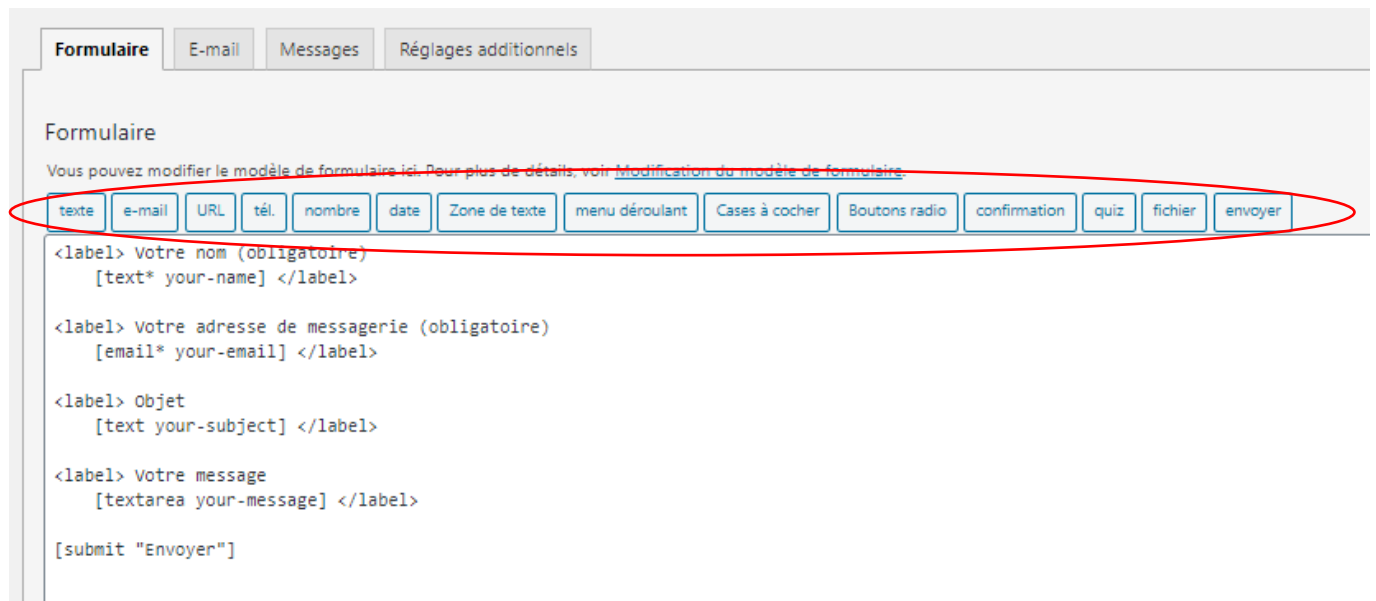 Formulaire E-mail Messages Réglages additionnels
Formulaire
Vous pouvez modifier le modèle de formulaire ici. Pour plus de détails, voir Modification du modèle de formulaire.
texte e-mail URL tél. nombre date Zone de texte menu déroulant Cases à cocher Boutons radio confirmation quiz fichier envoyer
<label> Votre nom (obligatoire)
[text* your-name] </label>
<label> Votre adresse de messagerie (obligatoire)
[email* your-email] </label>
<label> Objet
[text your-subject] </label>
<label> Votre message
[textarea your-message] </label>
[submit "Envoyer"]